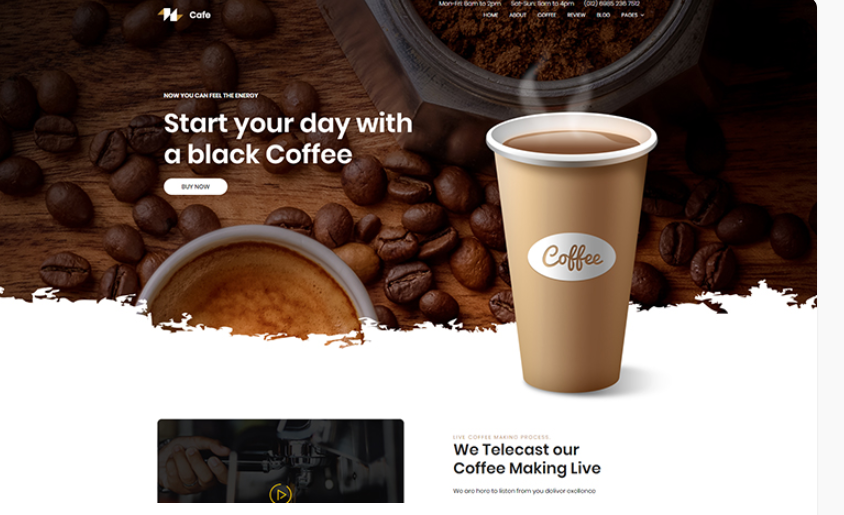 Cafe
Mon-Fri: 8am to 2pm Sat-Sun: 9am to 4pm (012) 6985 236 7512
HOME ABOUT COFFEE REVIEW BLOG PAGES
NOW YOU CAN FEEL THE ENERGY
Start your day with
a black Coffee
BUY NOW
Coffee
LIVE COFFEE MAKING PROCESS.
We Telecast our
Coffee Making Live
We are here to listen from you deliver exellence